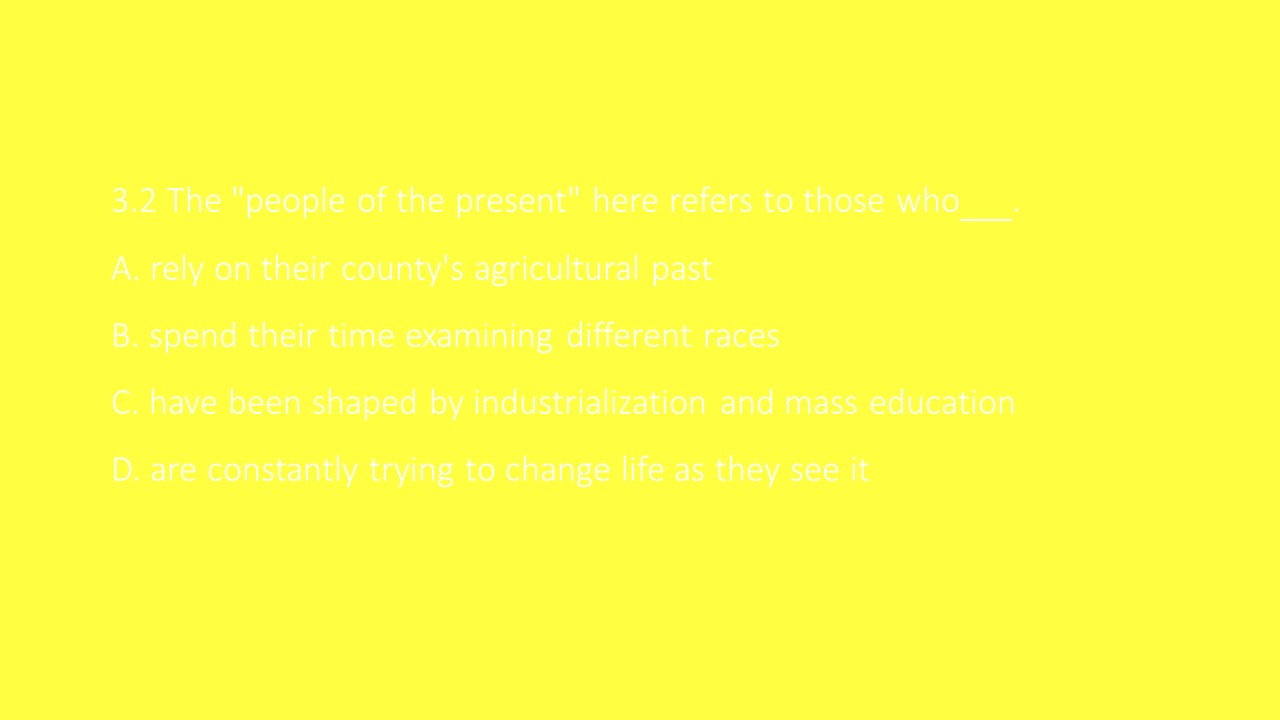 3.2 The "people of the present" here refers to those who___.
A. rely on their county's agricultural past
B. spend their time examining different races
C. have been shaped by industrialization and mass education
D. are constantly trying to change life as they see it